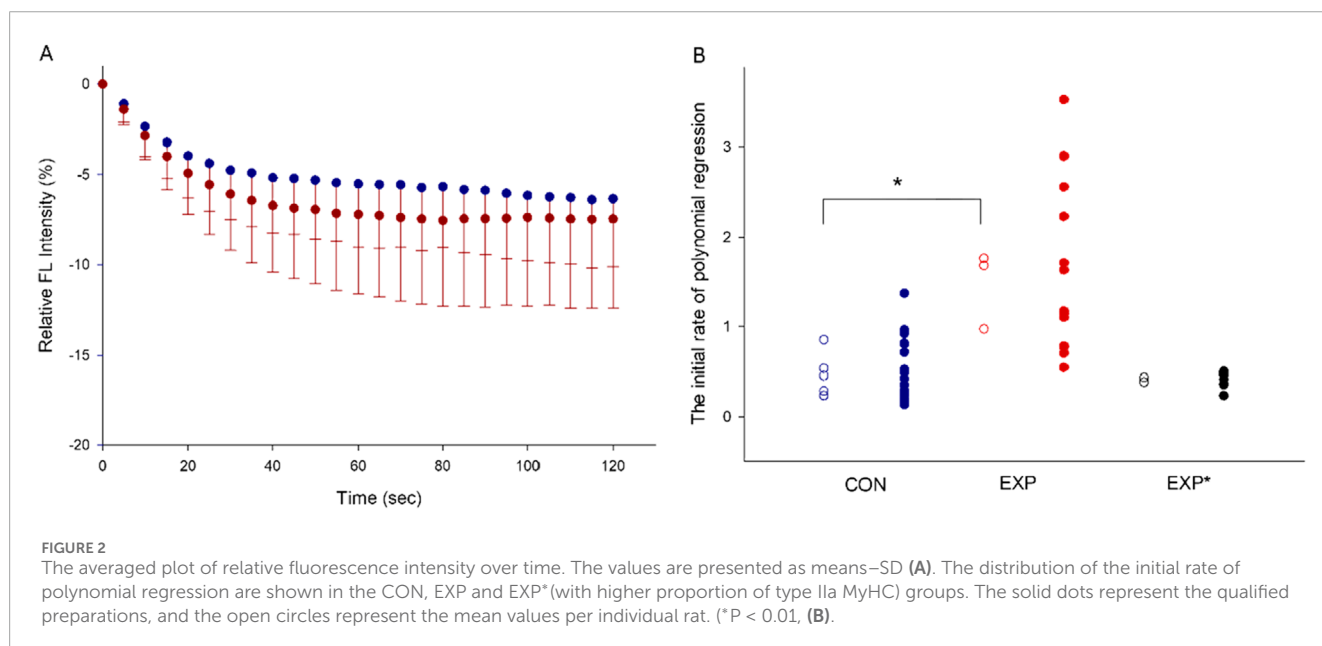 A
0
-5
-10
-15
-20
Relative FL Intensity (%)
0
20
40
60
80
100
120
Time (sec)
B
3
2
1
0
The initial rate of polynomial regression
*
CON
EXP
EXP*
FIGURE 2
The averaged plot of relative fluorescence intensity over time. The values are presented as means–SD (A). The distribution of the initial rate of
polynomial regression are shown in the CON, EXP and EXP*(with higher proportion of type IIa MyHC) groups. The solid dots represent the qualified
preparations, and the open circles represent the mean values per individual rat. (*P < 0.01, (B).